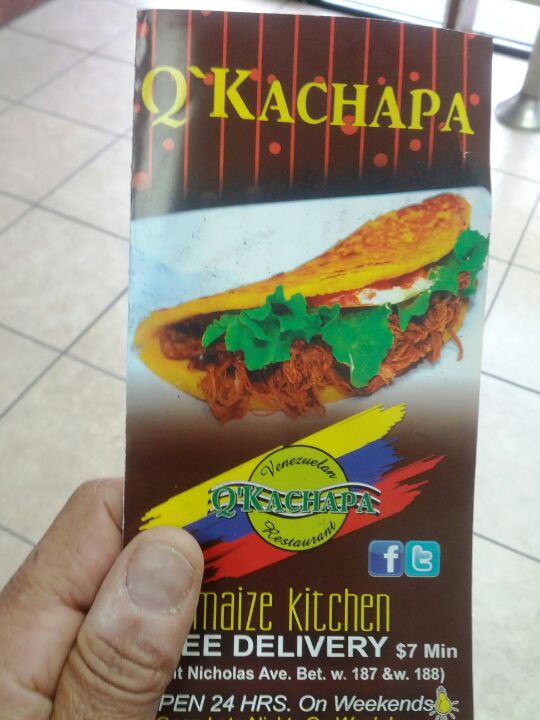 Q`KACHAPA
Venezuelan
Q'KACHAPA
Restaurant
f t
maize kitchen
EE DELIVERY $7 Min
nt Nicholas Ave. Bet. w. 187 &w. 188)
PEN 24 HRS. On Weekends